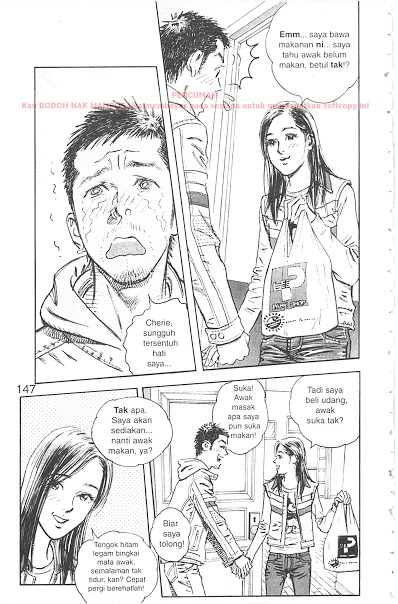 Emm... saya bawa
makanan ni... saya
tahu awak belum
makan, betul tak!?
PERCUMA!!!
Kau BODOH NAK
untuk
softcopy ini
Cherie,
sungguh
tersentuh
hati
saya...
147
Tak apa.
Saya akan
sediakan...
nanti awak
makan, ya?
Suka!
Awak
masak
apa saya
pun suka
makan!
Tadi saya
beli udang,
awak
suka tak?
Biar
saya
tolong!
Tengok hitam
legam bingkai
mata awak,
semalaman tak
tidur, kan? Cepat
pergi berehatlah!